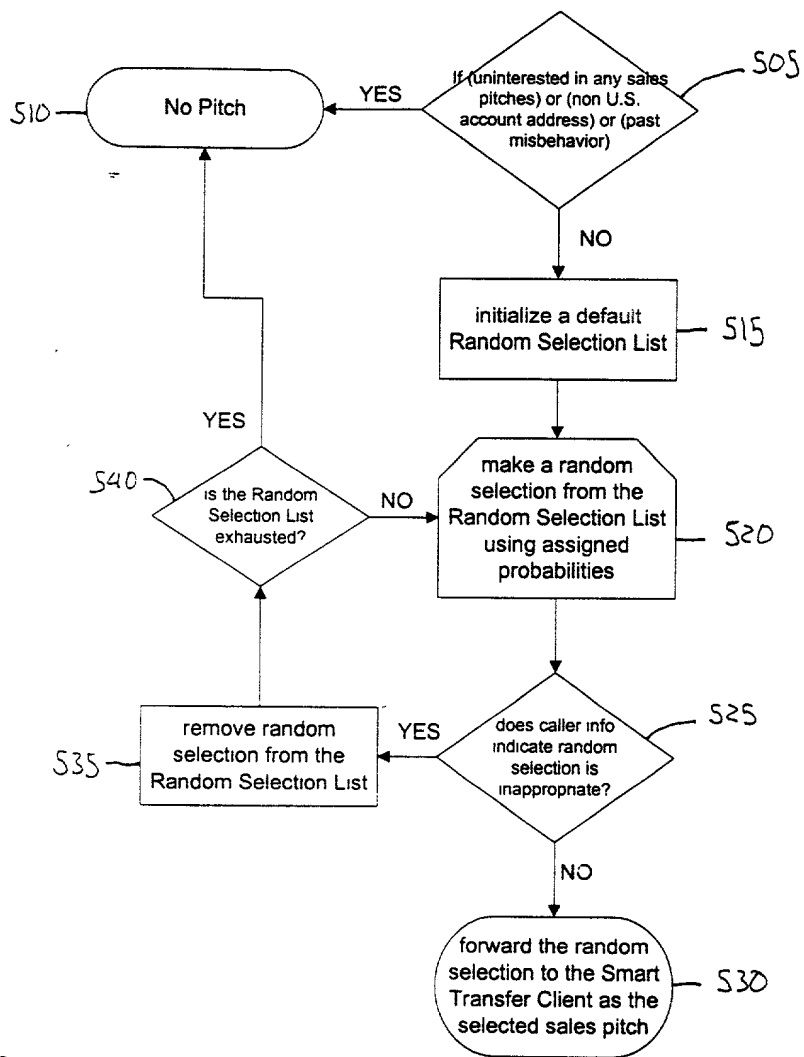 505
If (uninterested in any sales
pitches) or (non U.S.
account address) or (past
misbehavior)
YES
No Pitch
510
NO
initialize a default
Random Selection List
515
YES
540
is the Random
Selection List
exhausted?
NO
make a random
selection from the
Random Selection List
using assigned
probabilities
520
525
does caller info
indicate random
selection is
inappropriate?
YES
remove random
selection from the
Random Selection List
535
NO
forward the random
selection to the Smart
Transfer Client as the
selected sales pitch
530